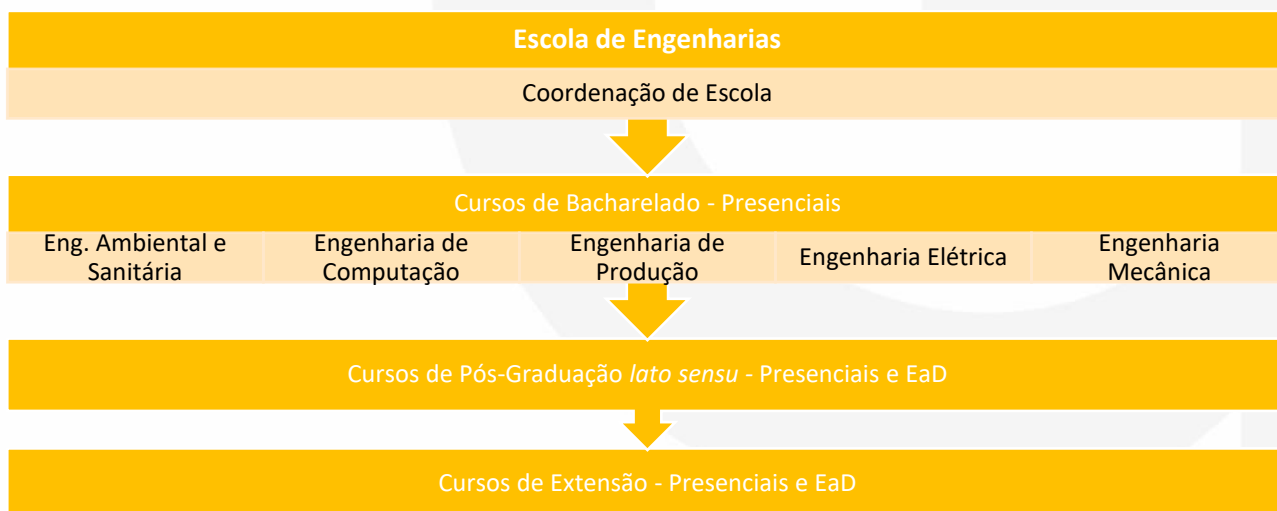 Escola de Engenharias
Coordenação de Escola
Cursos de Bacharelado - Presenciais
Eng. Ambiental e
Sanitária
Engenharia de
Computação
Engenharia de
Produção
Engenharia Elétrica
Engenharia
Mecânica
Cursos de Pós-Graduação lato sensu - Presenciais e EaD
Cursos de Extensão - Presenciais e EaD